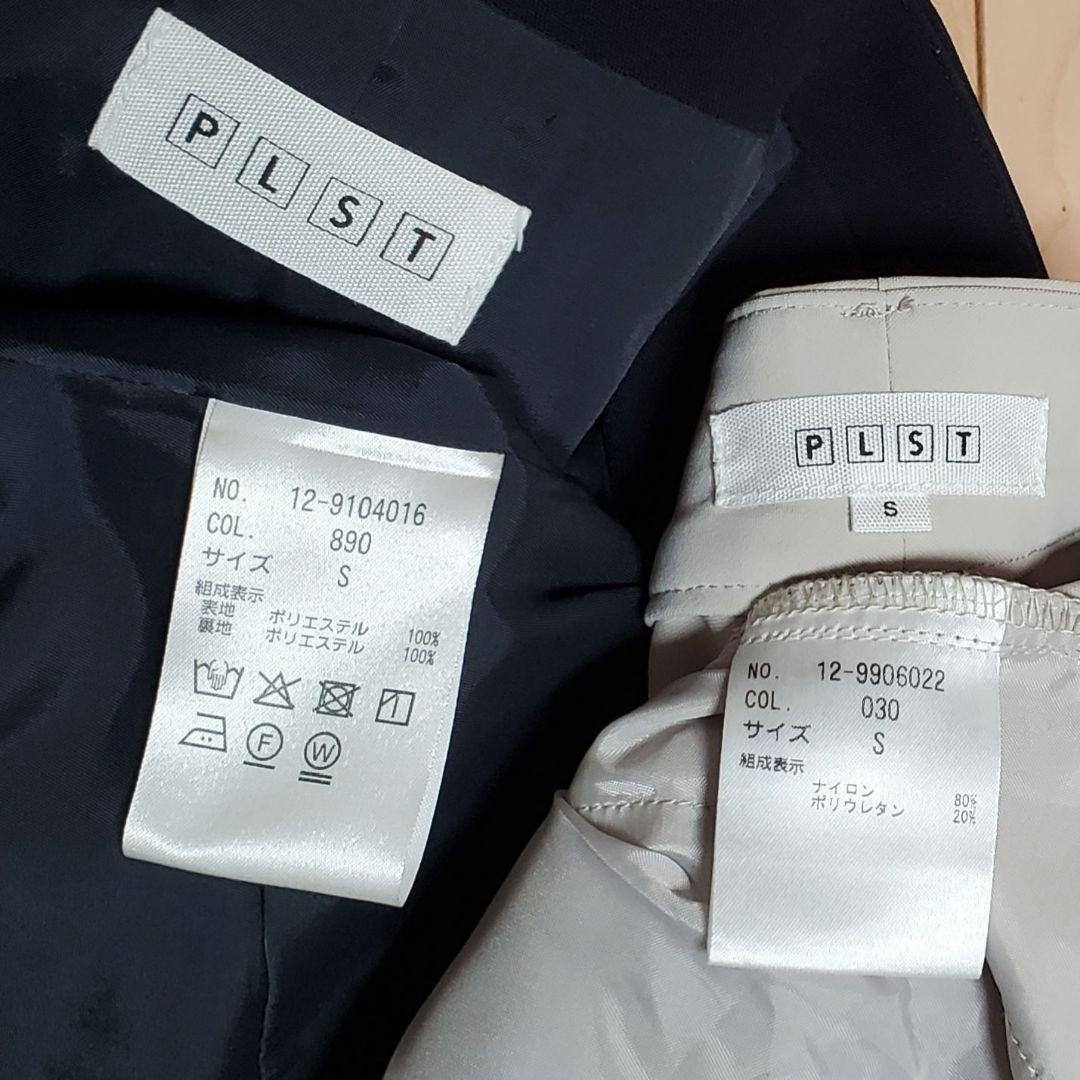 PLST
NO. 12-9104016
COL. 890
サイズ S
組成表示
表地 ポリエステル 100%
裏地 ポリエステル 100%
F W
PLST
S
NO. 12-9906022
COL. 030
サイズ S
組成表示
ナイロン 80%
ポリウレタン 20%